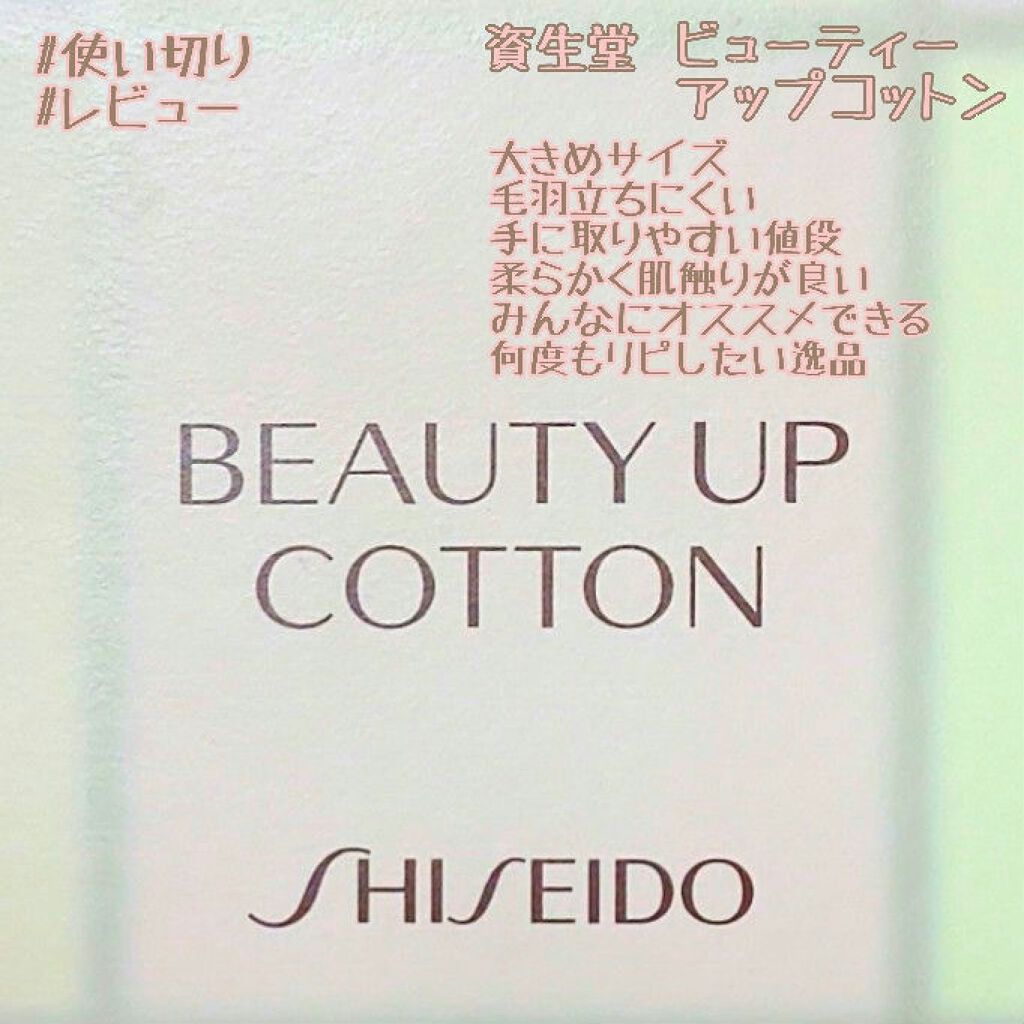 #使い切り
#レビュー
資生堂 ビューティー
アップコットン
大きめサイズ
毛羽立ちにくい
手に取りやすい値段
柔らかく肌触りが良い
みんなにオススメできる
何度もリピしたい逸品
BEAUTY UP
COTTON
SHISEIDO